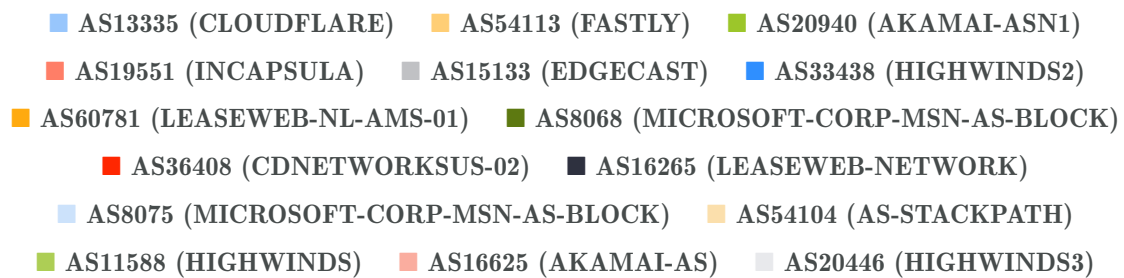 AS13335 (CLOUDFLARE) AS54113 (FASTLY) AS20940 (AKAMAI-ASN1)
AS19551 (INCAPSULA) AS15133 (EDGECAST) AS33438 (HIGHWINDS2)
AS60781 (LEASEWEB-NL-AMS-01) AS8068 (MICROSOFT-CORP-MSN-AS-BLOCK)
AS36408 (CDNETWORKSUS-02) AS16265 (LEASEWEB-NETWORK)
AS8075 (MICROSOFT-CORP-MSN-AS-BLOCK) AS54104 (AS-STACKPATH)
AS11588 (HIGHWINDS) AS16625 (AKAMAI-AS) AS20446 (HIGHWINDS3)